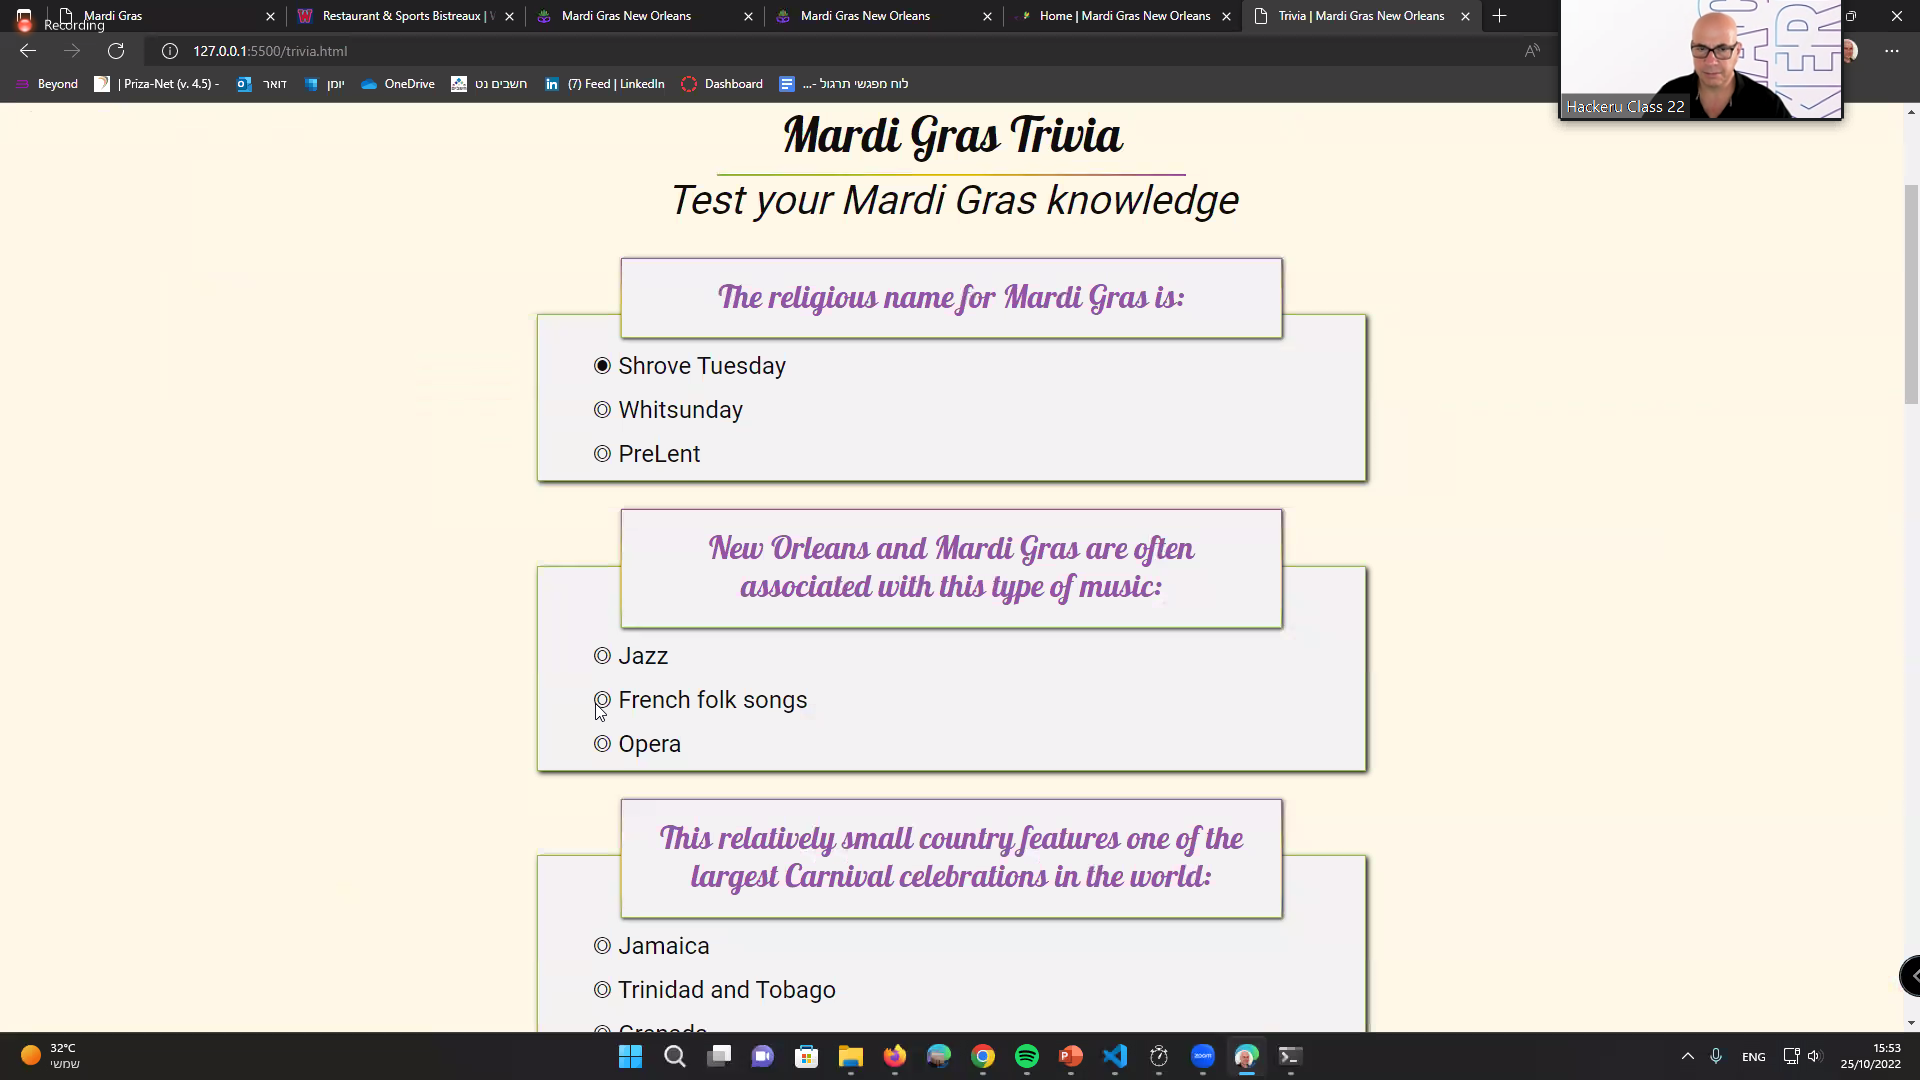 Recording
Mardi Gras
Restaurant & Sports Bistreaux | 
Mardi Gras New Orleans
Mardi Gras New Orleans
Home | Mardi Gras New Orleans
Trivia | Mardi Gras New Orleans
127.0.0.1:5500/trivia.html
Beyond
| Priza-Net (v. 4.5) -
דואר
יומן
OneDrive
חשבים נט
(7) Feed | LinkedIn
Dashboard
לוח מפגשי תרגול -...
Hackeru Class 22
Mardi Gras Trivia
Test your Mardi Gras knowledge
The religious name for Mardi Gras is:
Shrove Tuesday
Whitsunday
PreLent
New Orleans and Mardi Gras are often
associated with this type of music:
Jazz
French folk songs
Opera
This relatively small country features one of the
largest Carnival celebrations in the world:
Jamaica
Trinidad and Tobago
Grenada
32°C
שמשי
zoom
ENG
15:53
25/10/2022